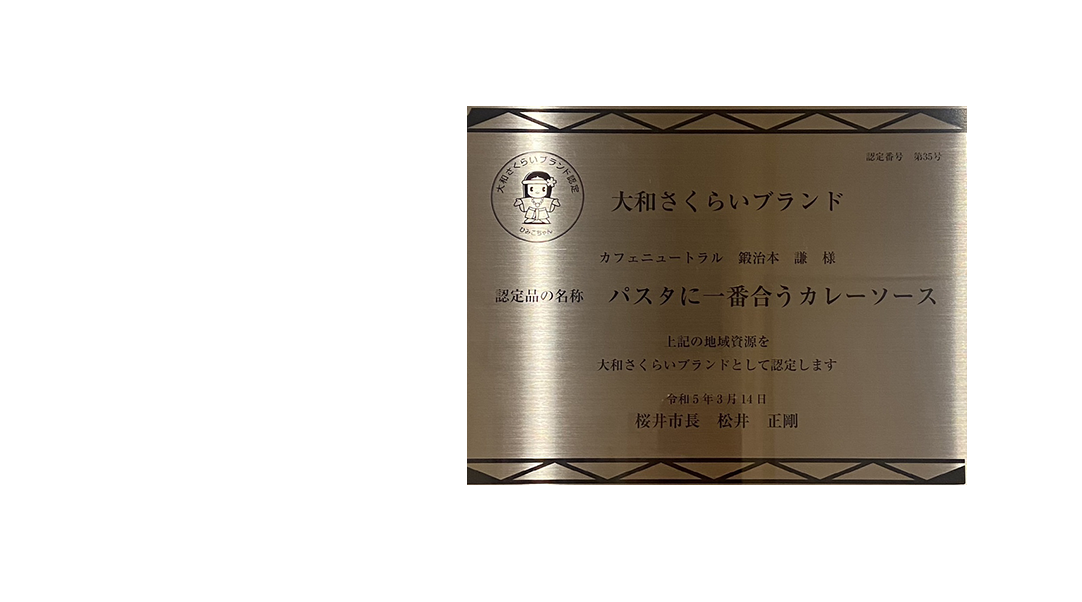 認定番号 第35号
大和さくらいブランド認定
ひみこちゃん
大和さくらいブランド
カフェニュートラル 鍛治本 謙 様
認定品の名称 パスタに一番合うカレーソース
上記の地域資源を
大和さくらいブランドとして認定します
令和5年3月14日
桜井市長 松井 正剛